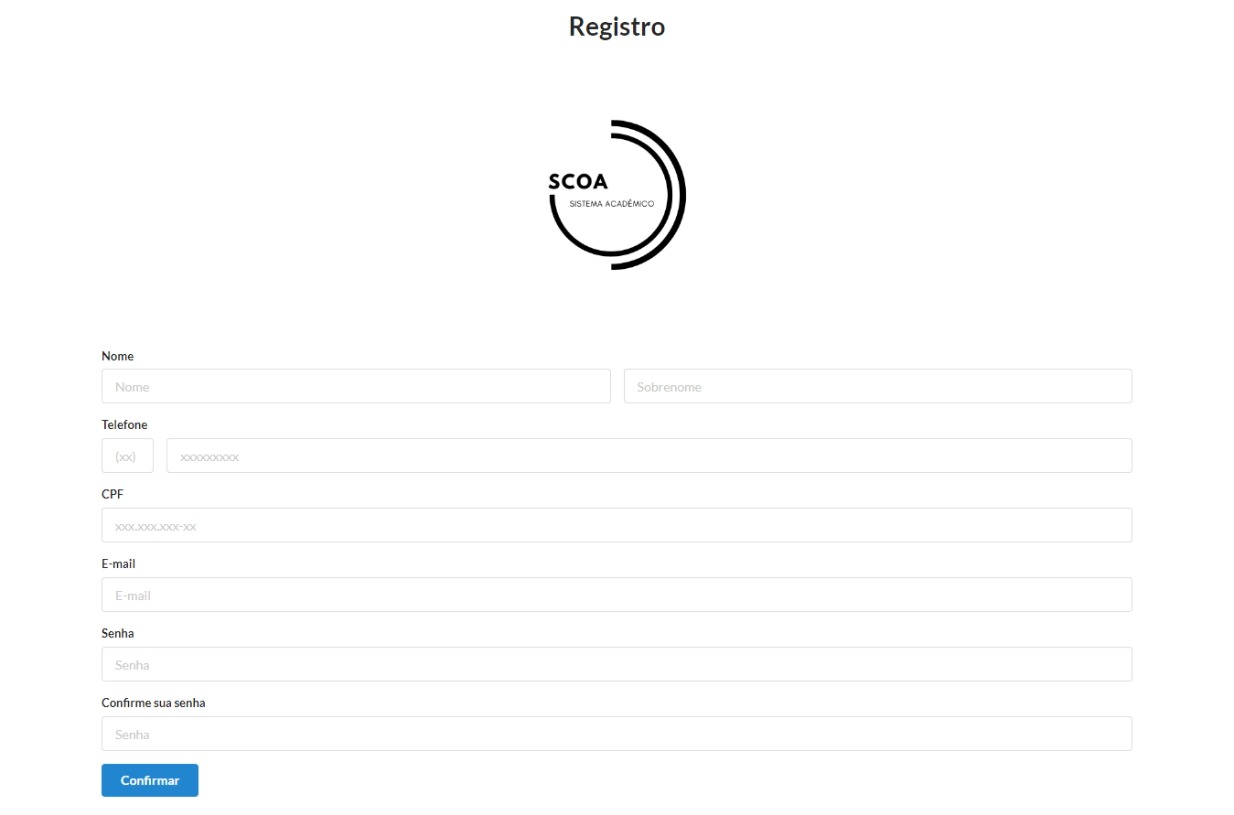 Registro
SCOA
SISTEMA ACADÊMICO
Nome
Nome Sobrenome
Telefone
(xx) xxxxxxxxx
CPF
xxx.xxx.xxx-xx
E-mail
E-mail
Senha
Senha
Confirme sua senha
Senha
Confirmar